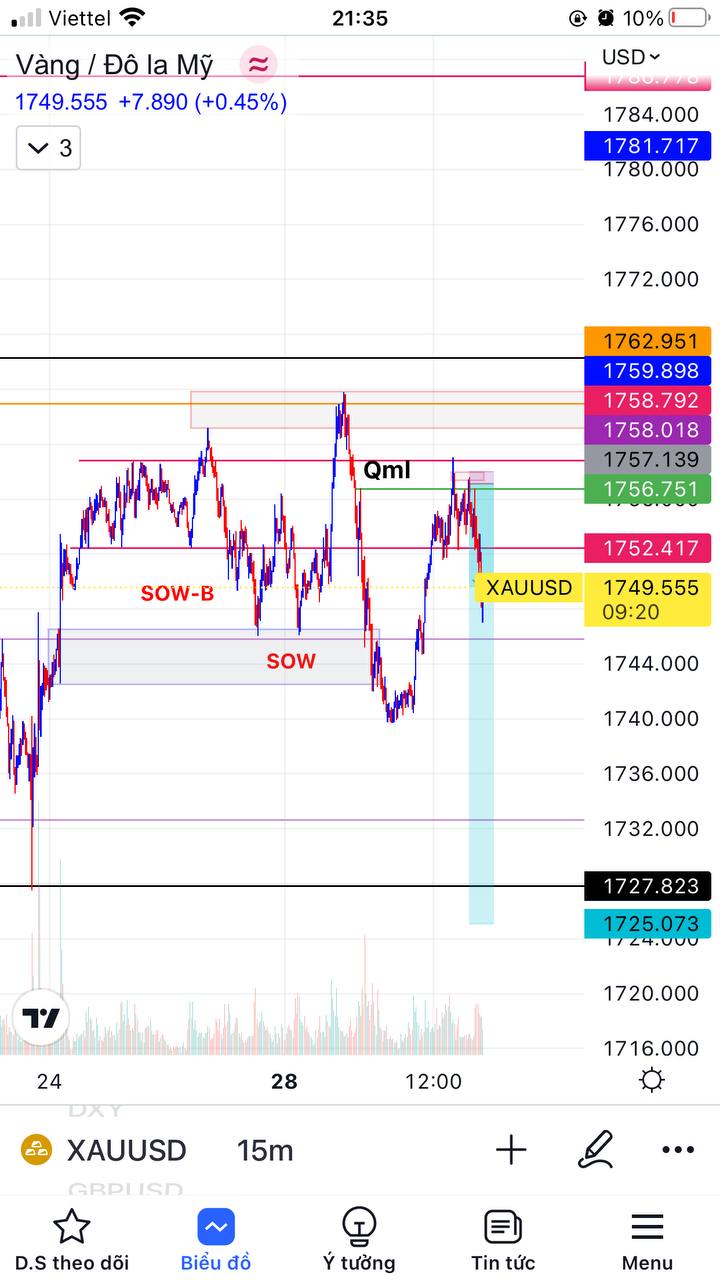 Viettel
21:35
10%
Vàng / Đô la Mỹ
USD
1749.555 +7.890 (+0.45%)
3
1786.778
1784.000
1781.717
1780.000
1776.000
1772.000
1762.951
1759.898
1758.792
1758.018
1757.139
1756.751
1752.417
Qml
SOW-B
XAUUSD
1749.555
09:20
SOW
1744.000
1740.000
1736.000
1732.000
1727.823
1725.073
1724.000
1720.000
1716.000
24
28
12:00
DXY
XAUUSD
15m
GBPUSD
D.S theo dõi
Biểu đồ
Ý tưởng
Tin tức
Menu